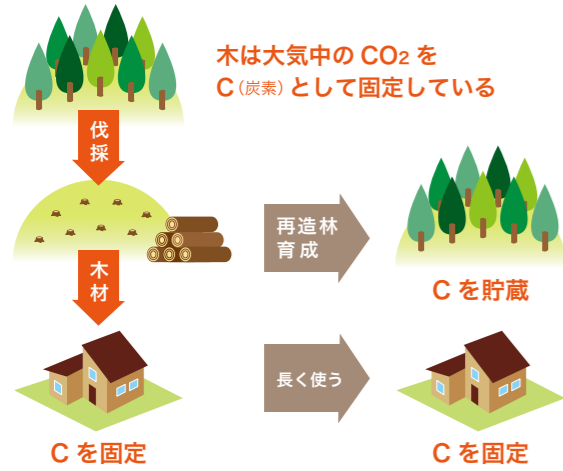 木は大気中の CO2 を
C(炭素)として固定している
伐採
再造林
育成
木材
C を貯蔵
長く使う
C を固定
C を固定